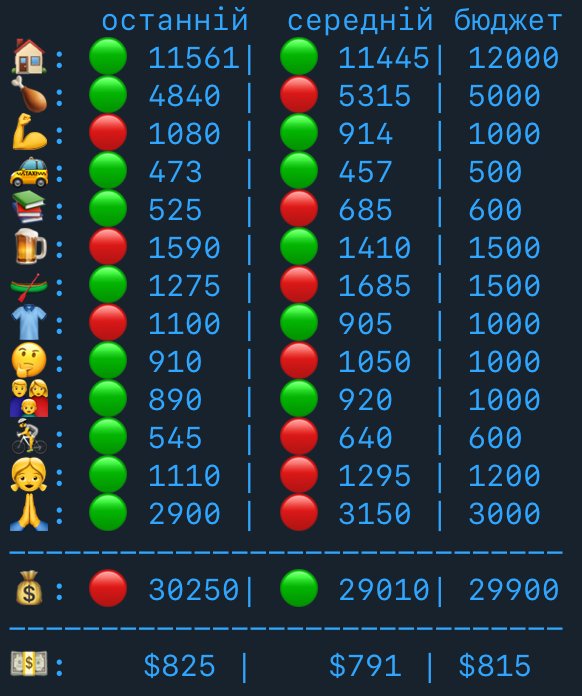 останній середній бюджет
🏠: 🟢 11561| 🟢 11445| 12000
🍗: 🟢 4840 | 🔴 5315 | 5000
💪: 🔴 1080 | 🟢 914 | 1000
🚕: 🟢 473 | 🟢 457 | 500
📚: 🟢 525 | 🔴 685 | 600
🍺: 🔴 1590 | 🟢 1410 | 1500
🛶: 🟢 1275 | 🔴 1685 | 1500
👕: 🔴 1100 | 🟢 905 | 1000
🤔: 🟢 910 | 🔴 1050 | 1000
👨‍👩‍👦: 🟢 890 | 🟢 920 | 1000
🚴: 🟢 545 | 🔴 640 | 600
👧: 🟢 1110 | 🔴 1295 | 1200
🙏: 🟢 2900 | 🔴 3150 | 3000
———————————————————————
💰: 🔴 30250| 🟢 29010| 29900
———————————————————————
💵: $825 | $791 | $815